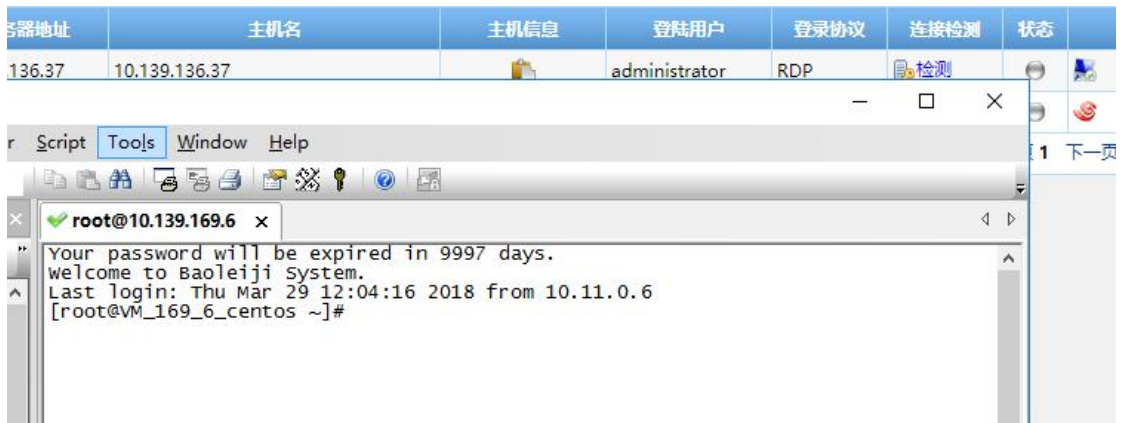 器地址 主机名 主机信息 登陆用户 登录协议 连接检测 状态
.136.37 10.139.136.37 administrator RDP 检测
r Script Tools Window Help
1 下一页
root@10.139.169.6 x
Your password will be expired in 9997 days.
Welcome to Baoleiji System.
Last login: Thu Mar 29 12:04:16 2018 from 10.11.0.6
[root@VM_169_6_centos ~]#